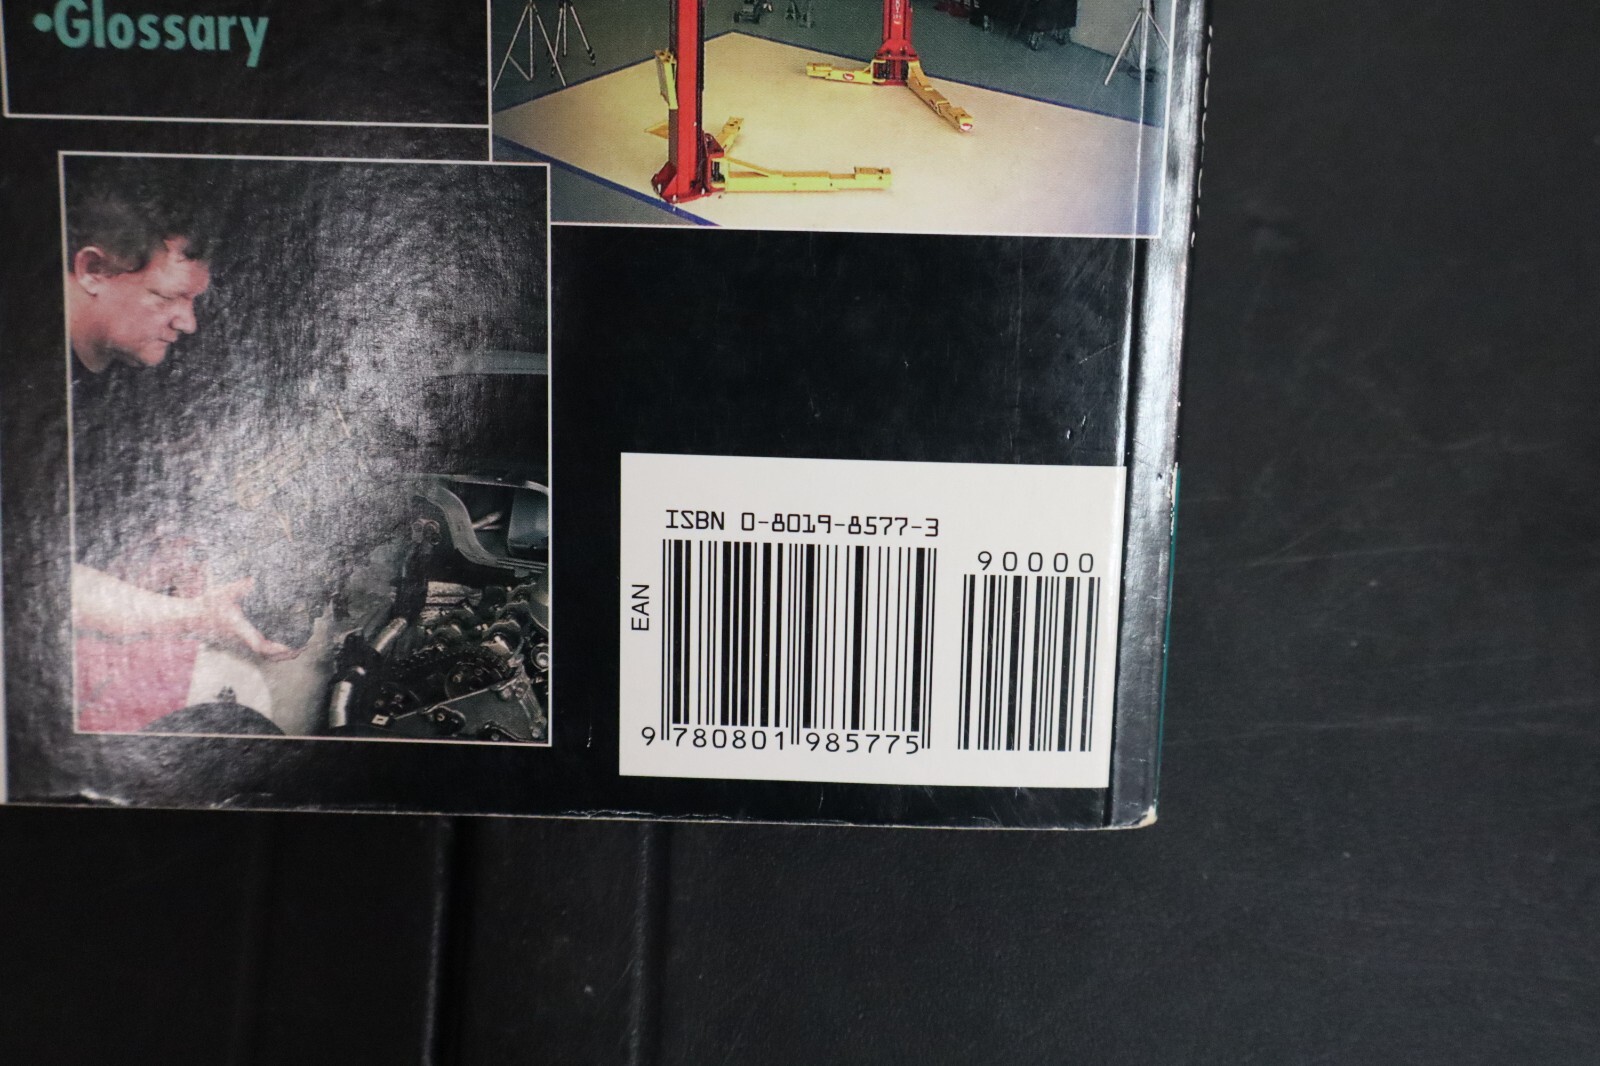 •Glossary
ISBN 0-8019-8577-3
90000
EAN
9 780801 985775